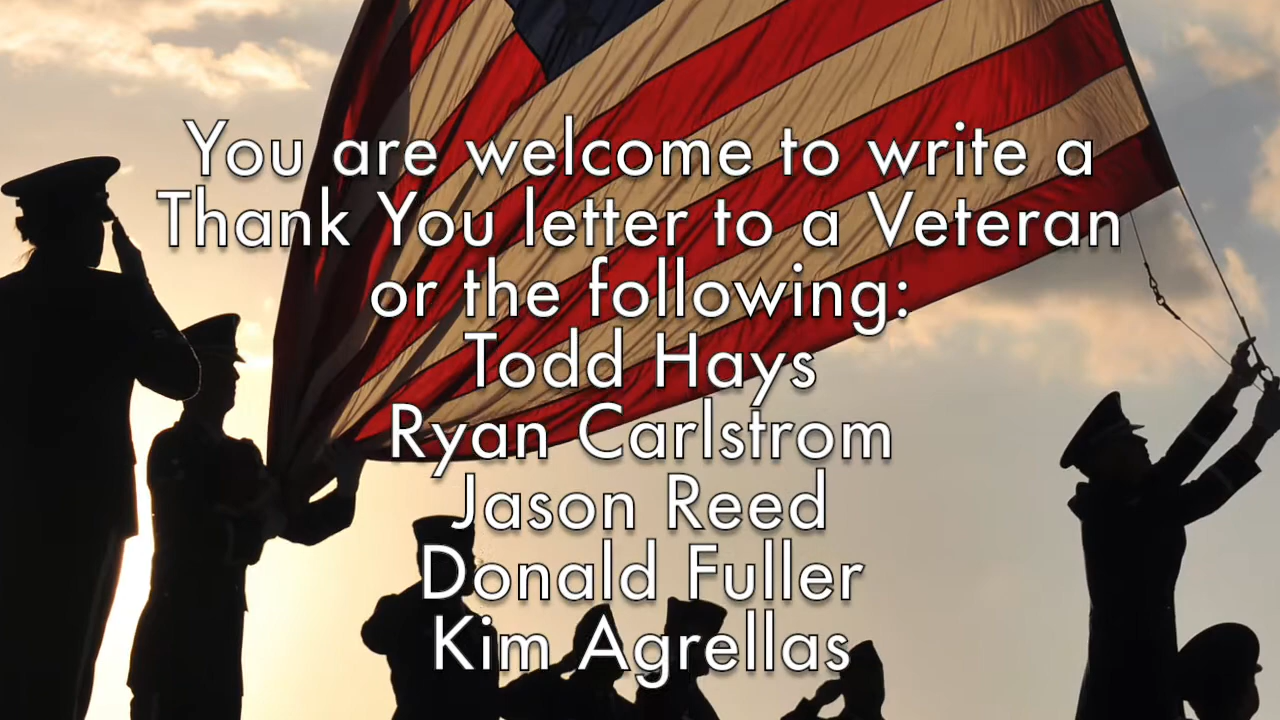 You are welcome to write a
Thank You letter to a Veteran
or the following:
Todd Hays
Ryan Carlstrom
Jason Reed
Donald Fuller
Kim Agrellas